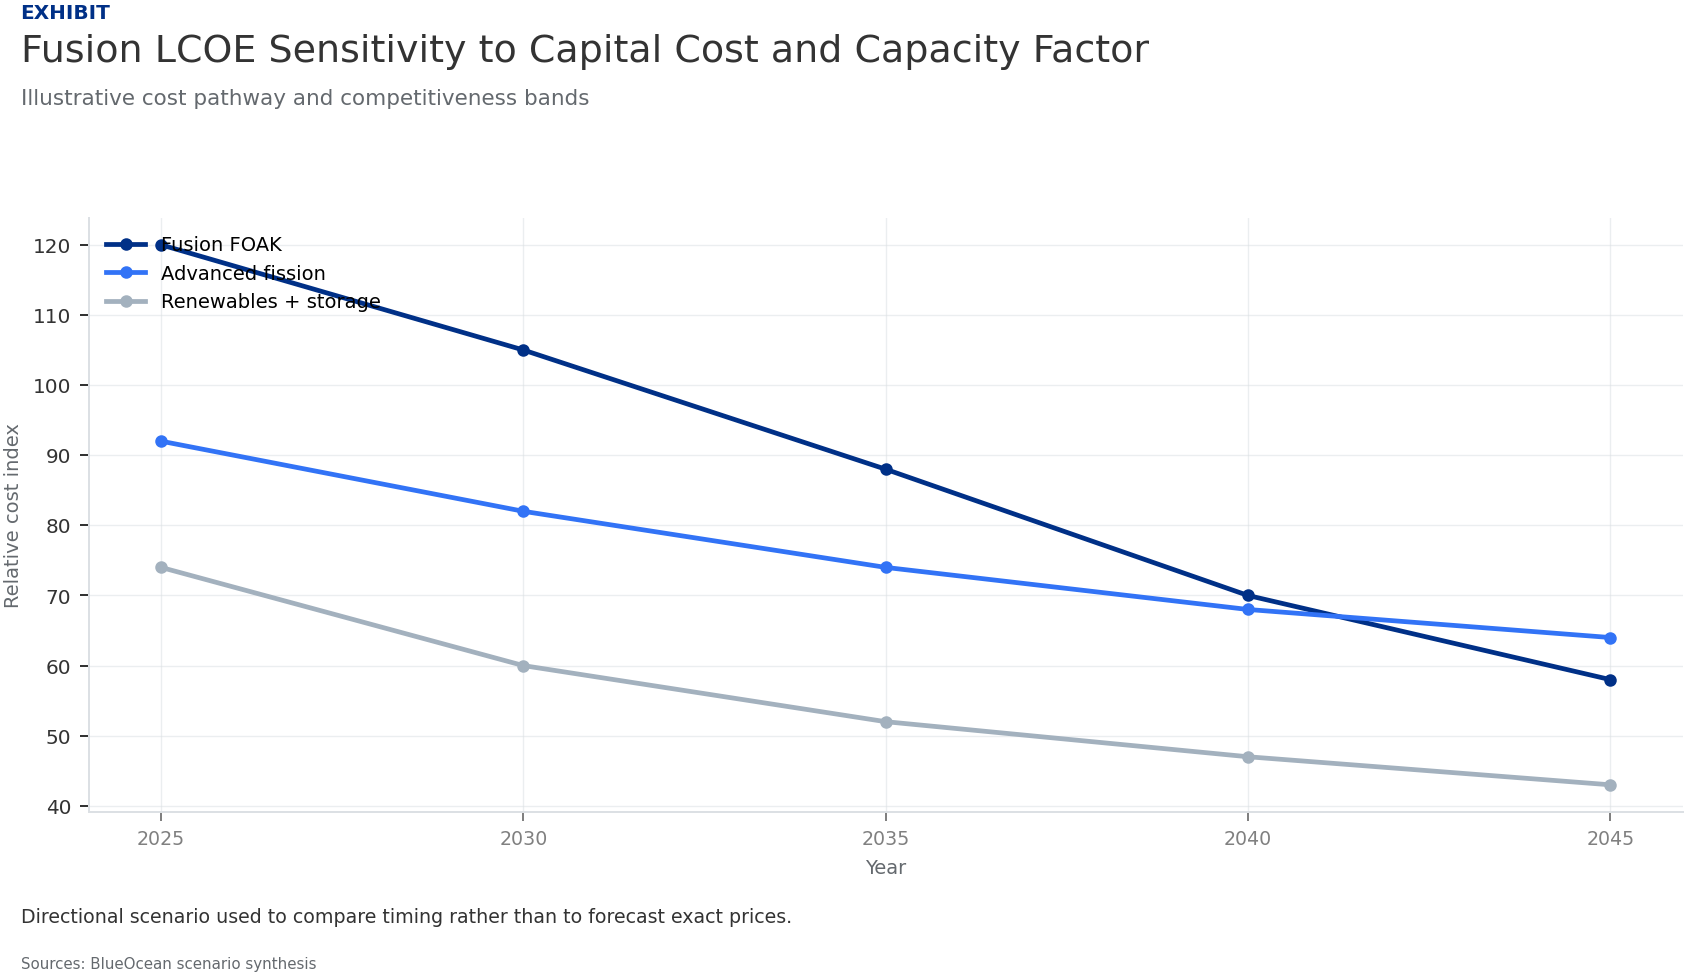 EXHIBIT
Fusion LCOE Sensitivity to Capital Cost and Capacity Factor
Illustrative cost pathway and competitiveness bands
Fusion FOAK
Advanced fission
Renewables + storage
Relative cost index
120
110
100
90
80
70
60
50
40
2025 2030 2035 2040 2045
Year
Directional scenario used to compare timing rather than to forecast exact prices.
Sources: BlueOcean scenario synthesis